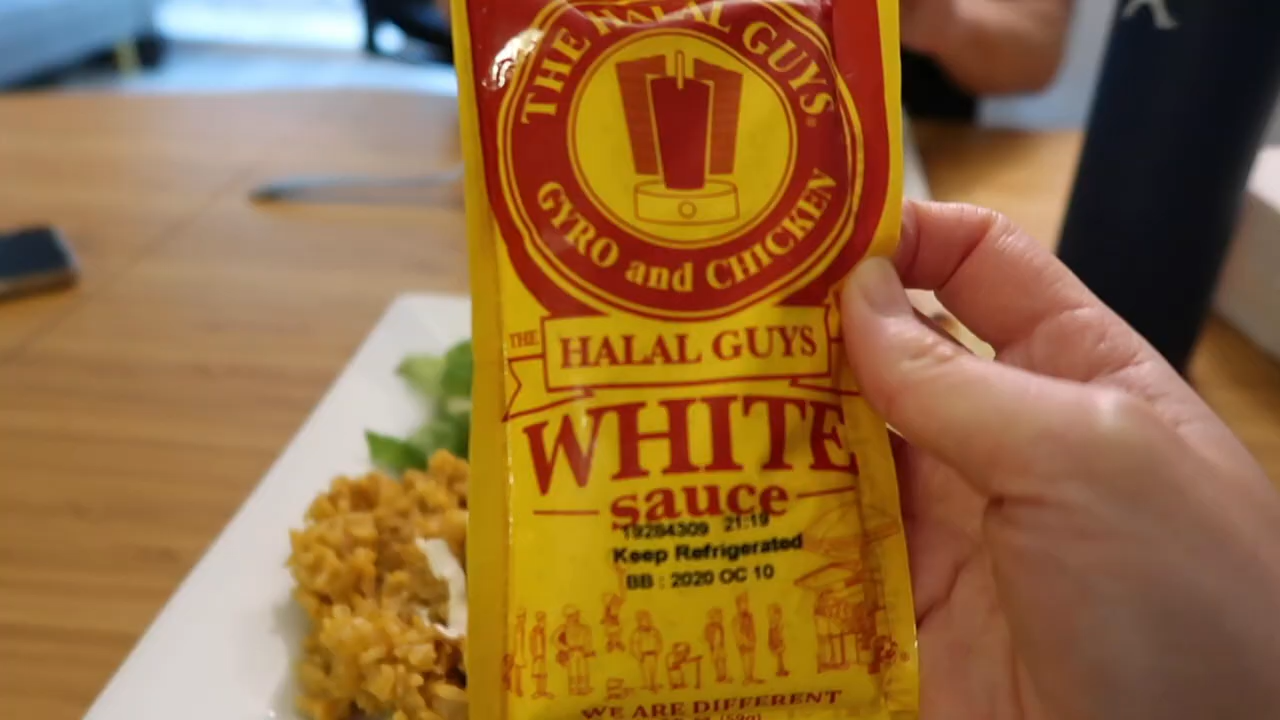 THE HALAL GUYS®
GYRO and CHICKEN
THE HALAL GUYS
WHITE
sauce
19284309 21:19
Keep Refrigerated
BB : 2020 OC 10
WE ARE DIFFERENT
(59g)